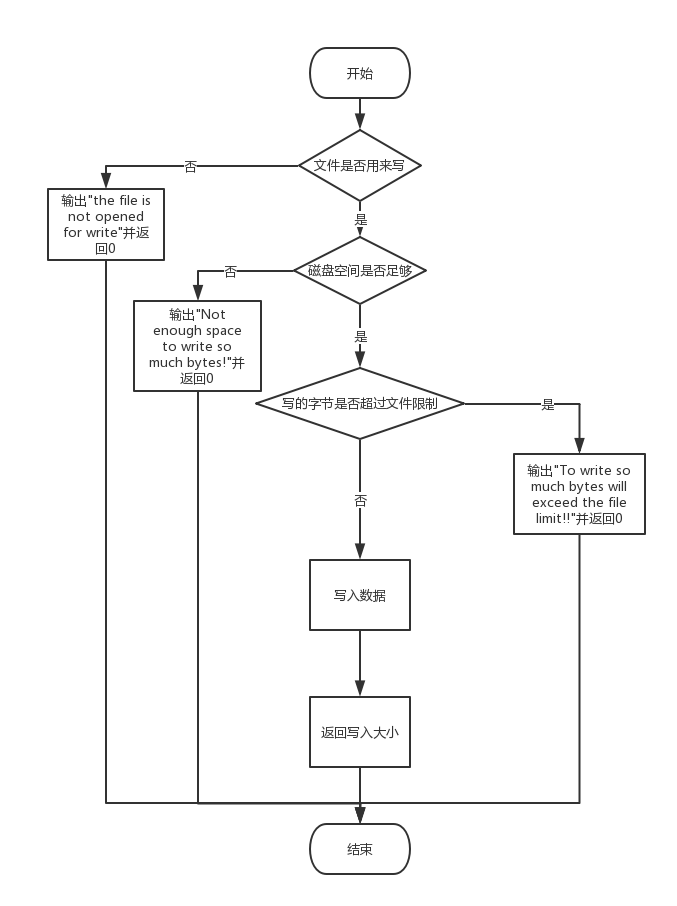 开始
文件是否用来写
否
输出"the file is
not opened
for write"并返
回0
是
磁盘空间是否足够
否
输出"Not
enough space
to write so
much bytes!"并
返回0
是
写的字节是否超过文件限制
是
输出"To write so
much bytes will
exceed the file
limit!!"并返回0
否
写入数据
返回写入大小
结束